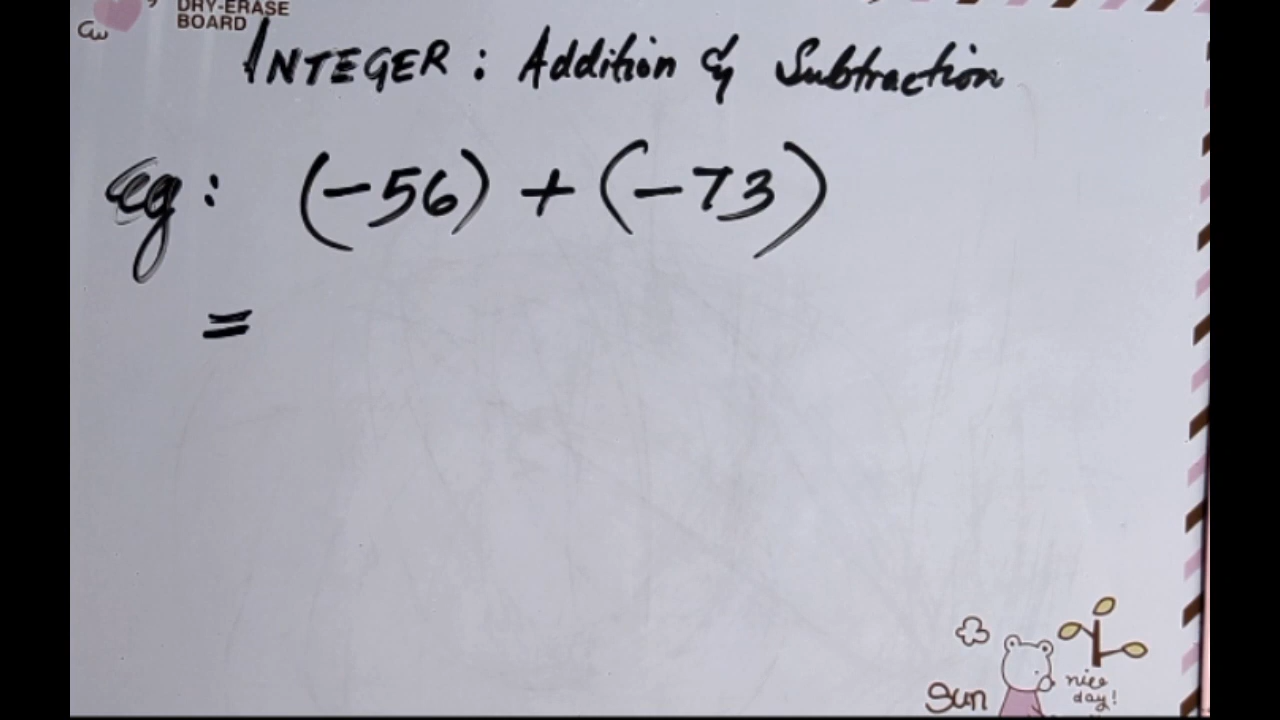 DRY-ERASE
BOARD
INTEGER: Addition & Subtraction
eg: (-56) + (-73)
=
sun
nice
day!